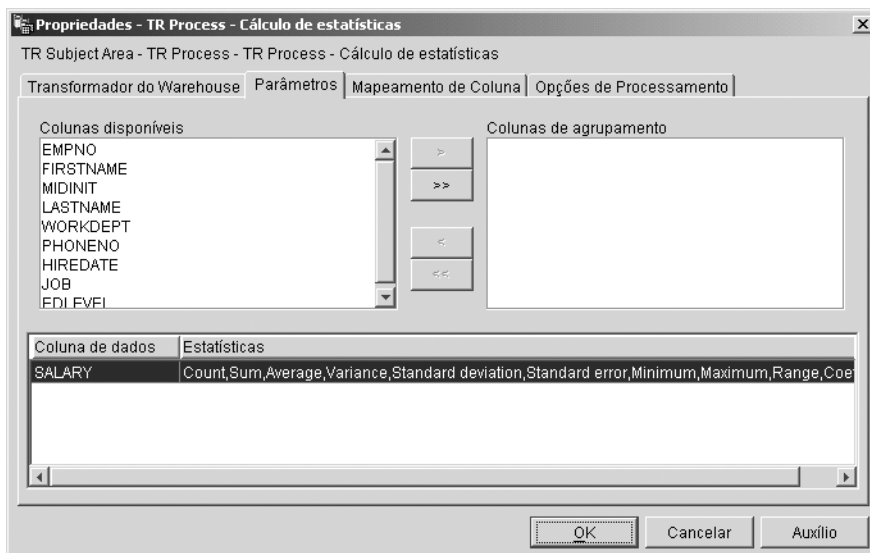 Propriedades - TR Process - Cálculo de estatísticas
TR Subject Area - TR Process - TR Process - Cálculo de estatísticas
Transformador do Warehouse Parâmetros Mapeamento de Coluna Opções de Processamento
Colunas disponíveis
EMPNO
FIRSTNAME
MIDINIT
LASTNAME
WORKDEPT
PHONENO
HIREDATE
JOB
EDLEVEL
>
>>
<
<<
Colunas de agrupamento
Coluna de dados Estatísticas
SALARY Count,Sum,Average,Variance,Standard deviation,Standard error,Minimum,Maximum,Range,Coef
OK Cancelar Auxílio